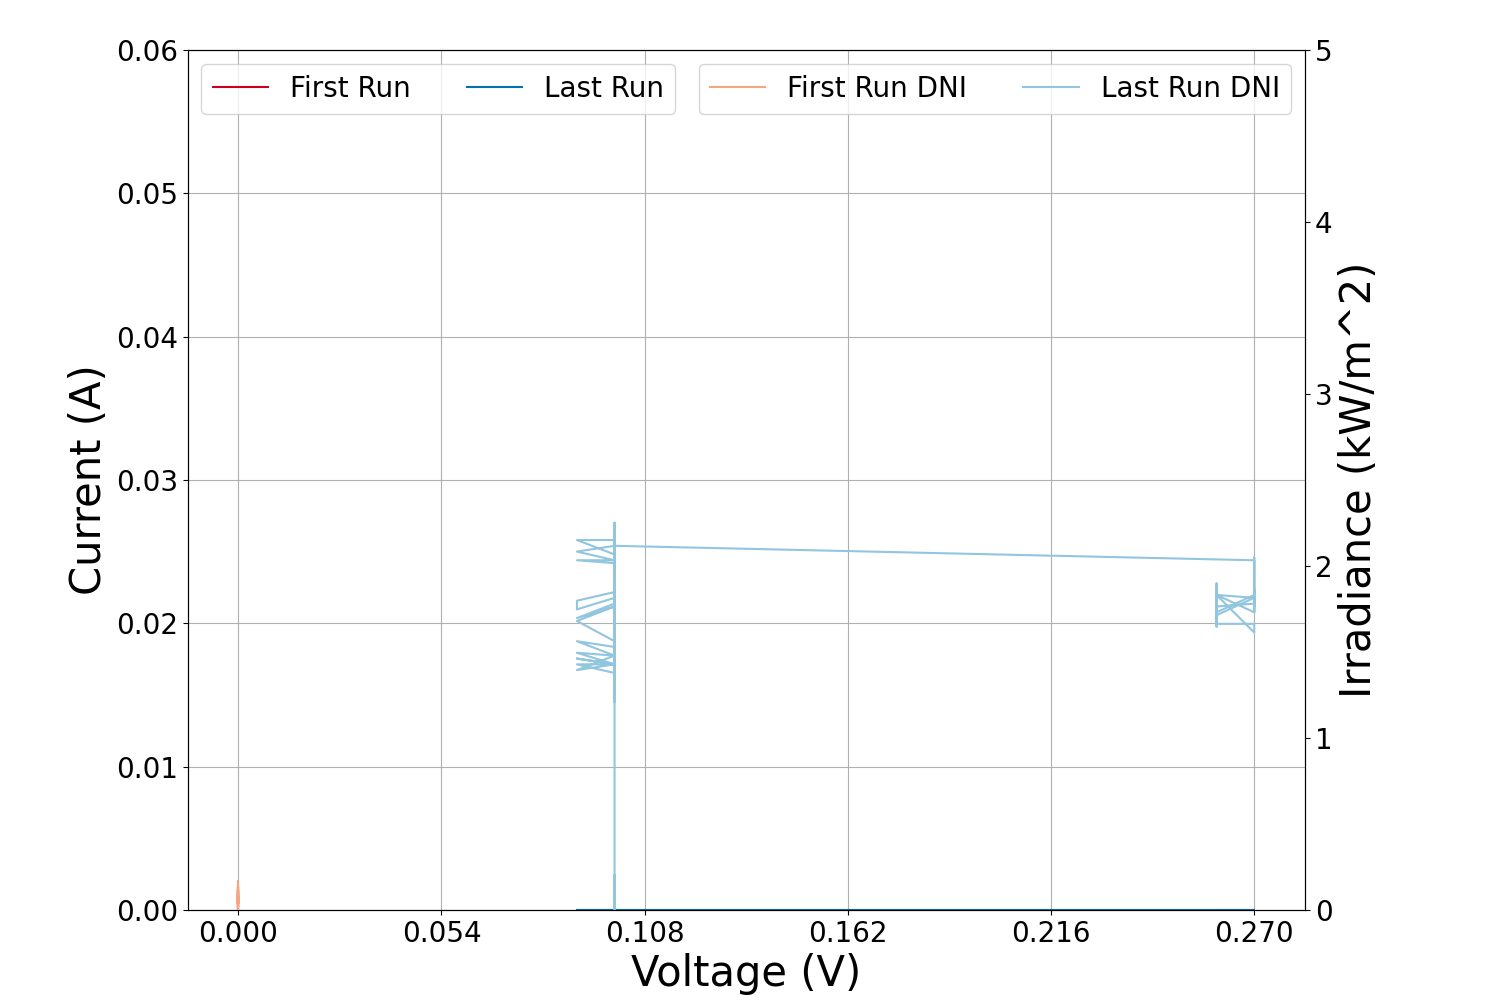 First Run
Last Run
First Run DNI
Last Run DNI
0.06
0.05
0.04
0.03
0.02
0.01
0.00
Current (A)
5
4
3
2
1
0
Irradiance (kW/m^2)
0.000
0.054
0.108
0.162
0.216
0.270
Voltage (V)